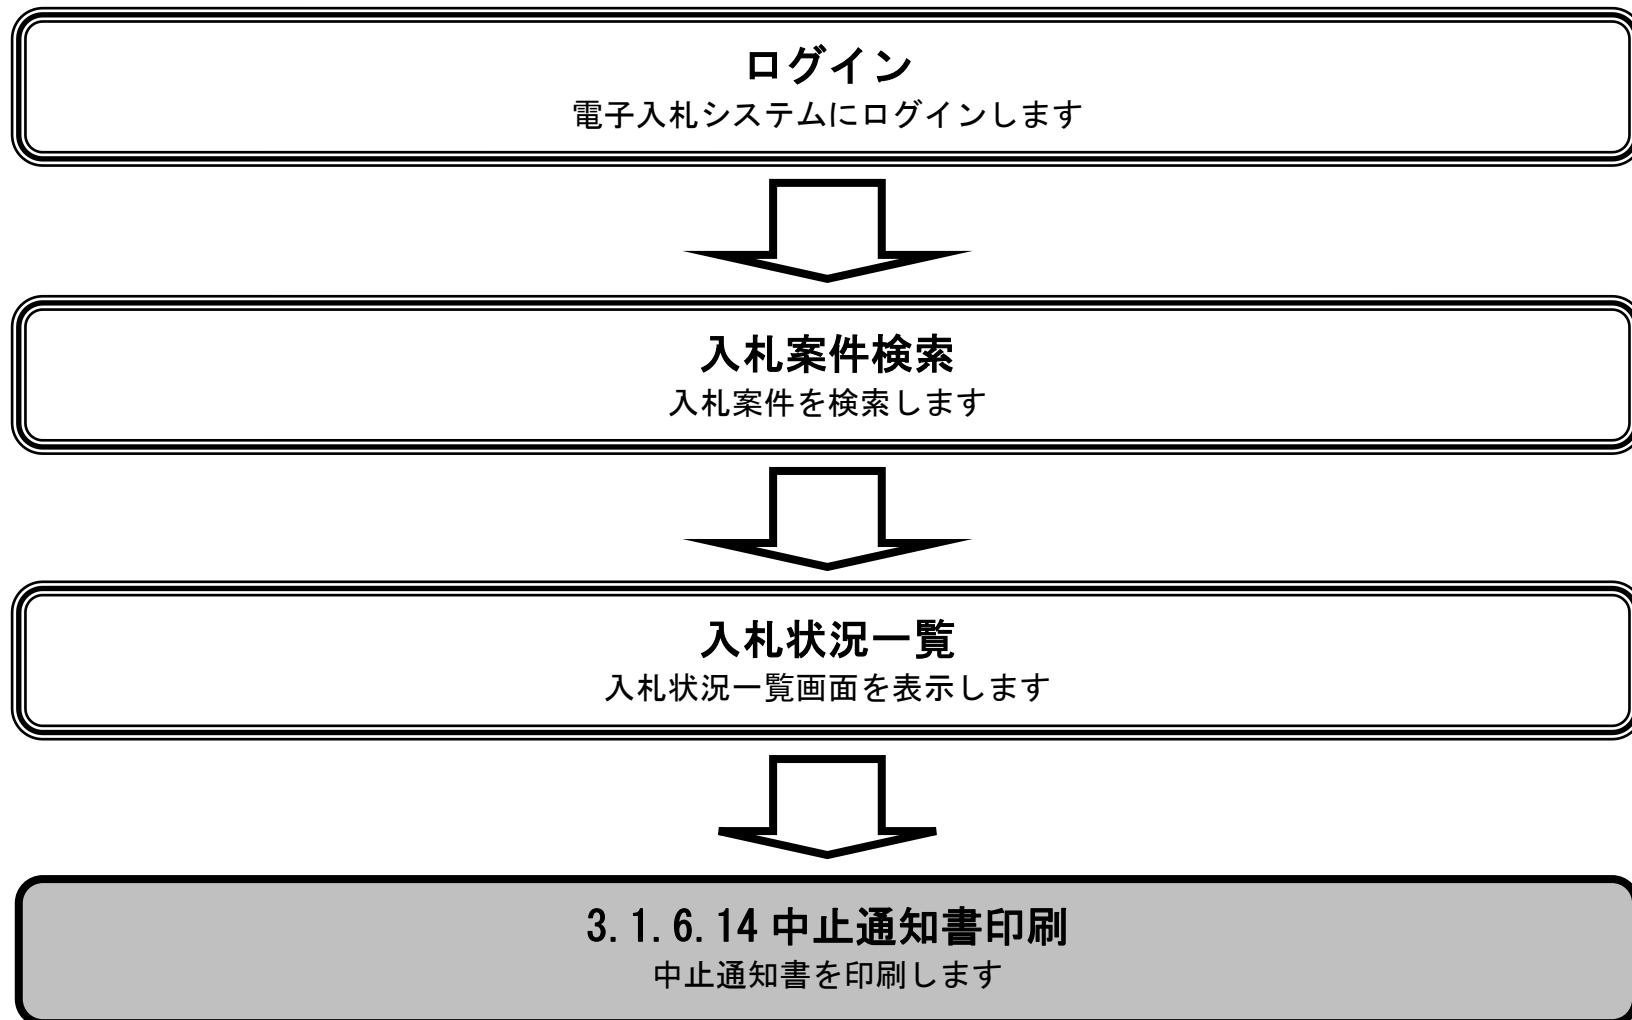 ログイン
電子入札システムにログインします
入札案件検索
入札案件を検索します
入札状況一覧
入札状況一覧画面を表示します
3.1.6.14 中止通知書印刷
中止通知書を印刷します